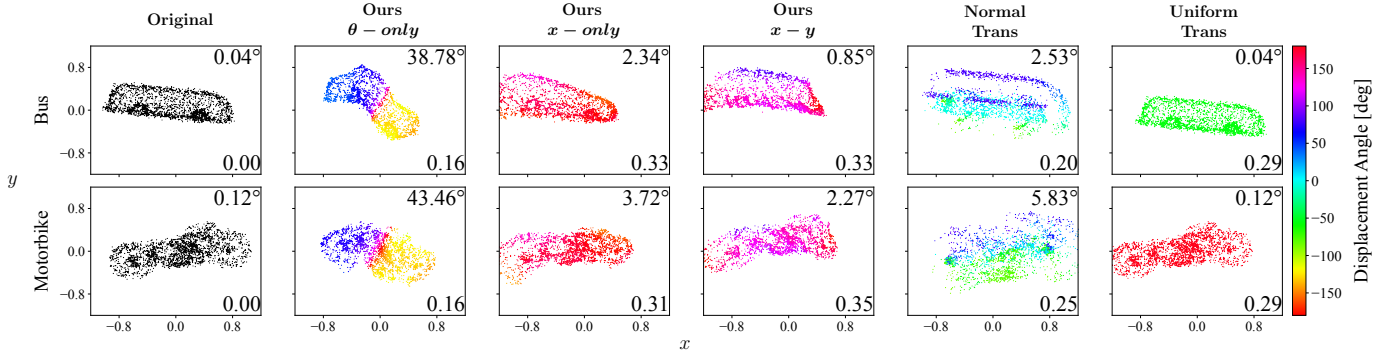 Original
Ours
θ − only
Ours
x − only
Ours
x − y
Normal
Trans
Uniform
Trans
Bus
0.8
0.0
−0.8
0.04°
0.00
38.78°
0.16
2.34°
0.33
0.85°
0.33
2.53°
0.20
0.04°
0.29
y
Motorbike
0.8
0.0
−0.8
0.12°
0.00
43.46°
0.16
3.72°
0.31
2.27°
0.35
5.83°
0.25
0.12°
0.29
−0.8 0.0 0.8
−0.8 0.0 0.8
−0.8 0.0 0.8
−0.8 0.0 0.8
−0.8 0.0 0.8
−0.8 0.0 0.8
x
150
100
50
0
−50
−100
−150
Displacement Angle [deg]